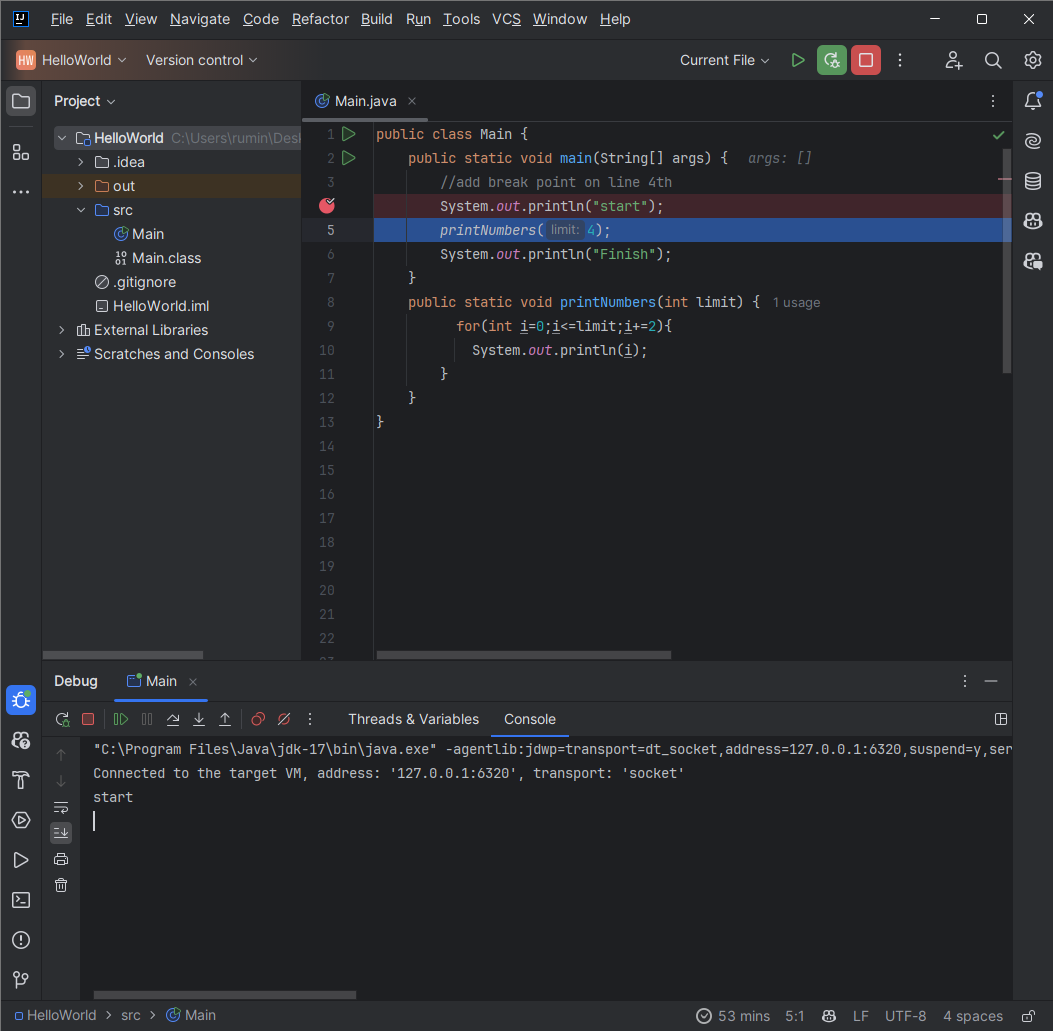 File Edit View Navigate Code Refactor Build Run Tools VCS Window Help
HW HelloWorld Version control Current File
Project
HelloWorld C:\Users\rumin\Des
.idea
out
src
Main
Main.class
.gitignore
HelloWorld.iml
External Libraries
Scratches and Consoles
Main.java
1 public class Main {
2 public static void main(String[] args) { args: []
3 //add break point on line 4th
System.out.println("start");
5 printNumbers( limit: 4);
6 System.out.println("Finish");
7 }
8 public static void printNumbers(int limit) { 1 usage
9 for(int i=0;i<=limit;i+=2){
10 System.out.println(i);
11 }
12 }
13 }
14
15
16
17
18
19
20
21
22
Debug Main
Threads & Variables Console
"C:\Program Files\Java\jdk-17\bin\java.exe" -agentlib:jdwp=transport=dt_socket,address=127.0.0.1:6320,suspend=y,ser
Connected to the target VM, address: '127.0.0.1:6320', transport: 'socket'
start
HelloWorld > src > Main 53 mins 5:1 LF UTF-8 4 spaces